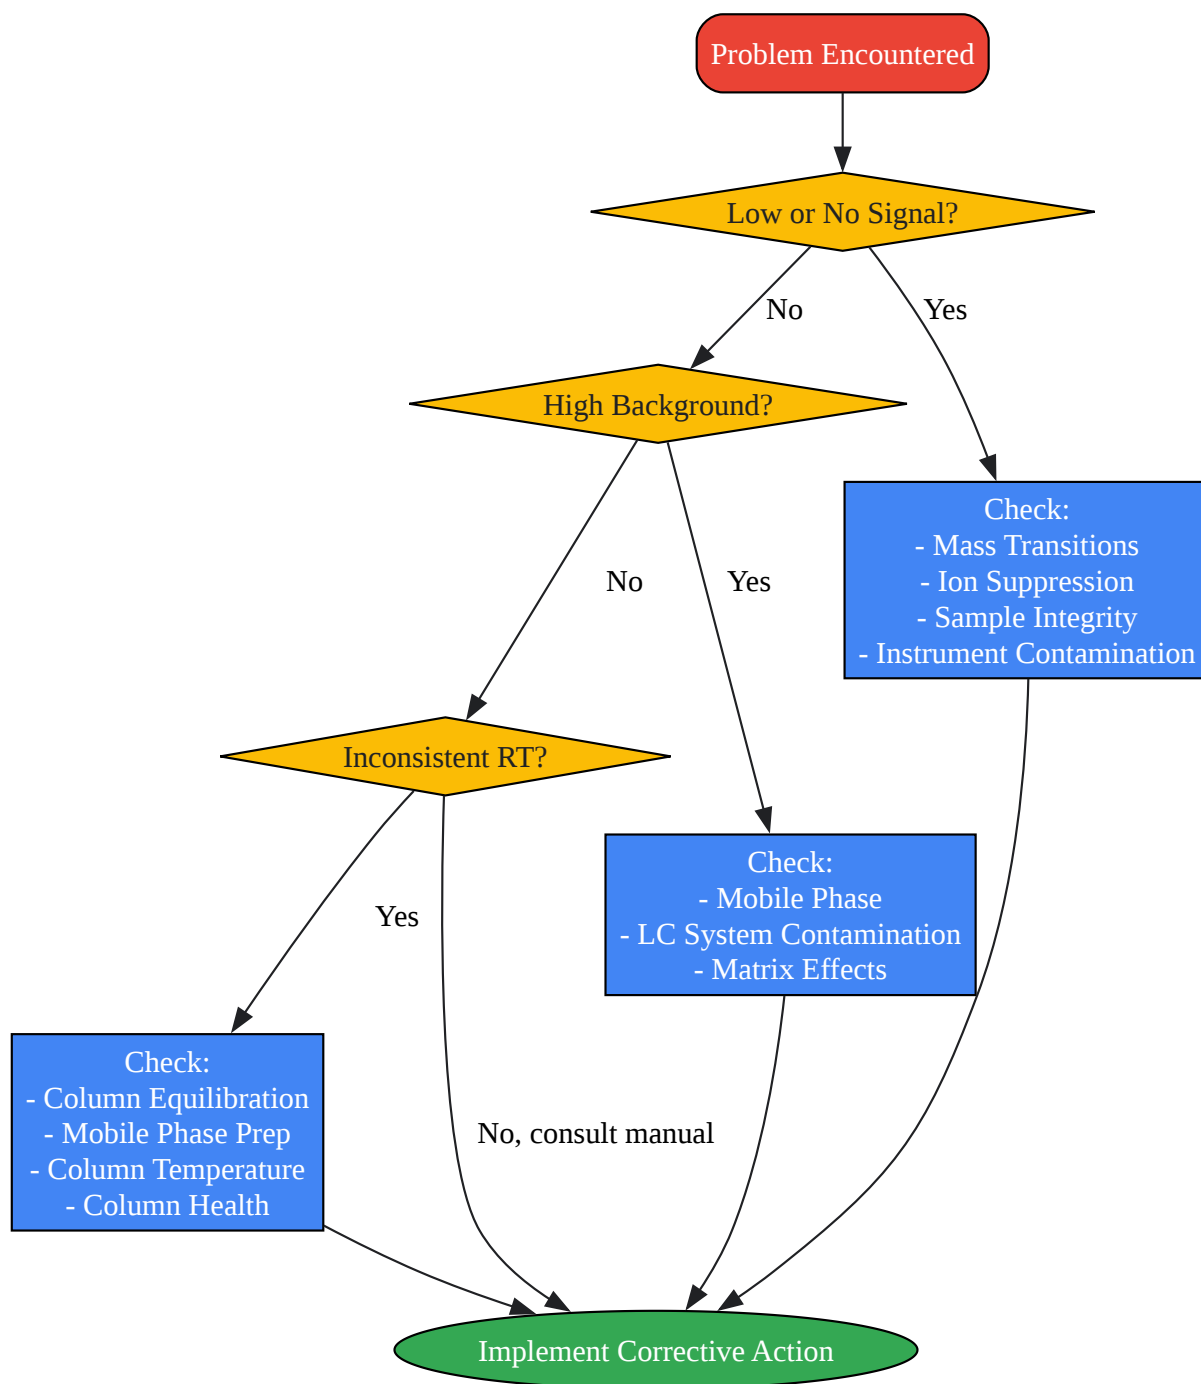 Problem Encountered
Low or No Signal?
No
Yes
High Background?
Check:
- Mass Transitions
- Ion Suppression
- Sample Integrity
- Instrument Contamination
No
Yes
Inconsistent RT?
Check:
- Mobile Phase
- LC System Contamination
- Matrix Effects
Yes
Check:
- Column Equilibration
- Mobile Phase Prep
- Column Temperature
- Column Health
No, consult manual
Implement Corrective Action